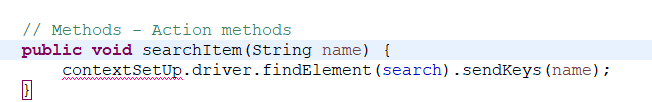 // Methods - Action methods
public void searchItem(String name) {
contextSetUp.driver.findElement(search).sendKeys(name);
}